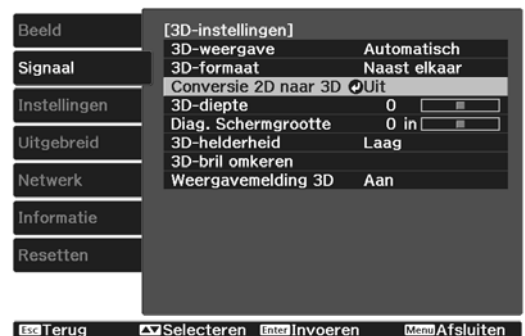 Beeld
Signaal
Instellingen
Uitgebreid
Netwerk
Informatie
Resetten
[3D-instellingen]
3D-weergave Automatisch
3D-formaat Naast elkaar
Conversie 2D naar 3D Uit
3D-diepte 0
Diag. Schermgrootte 0 in
3D-helderheid Laag
3D-bril omkeren
Weergavemelding 3D Aan
Esc Terug Selecteren Enter Invoeren Menu Afsluiten